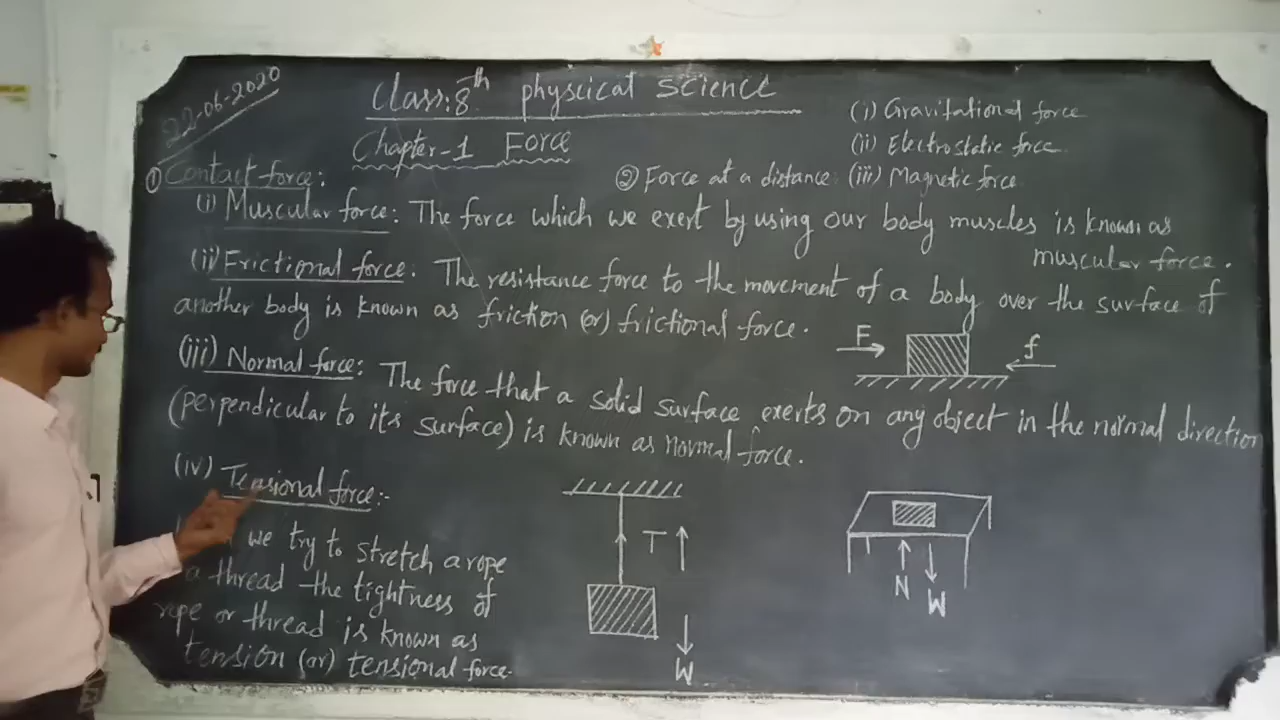 22-06-2020
Class: 8th physcical science
Chapter-1 Force
(i) Gravitational force
(ii) Electrostatic force
① Contact force:
② Force at a distance: (iii) Magnetic force
(i) Muscular force: The force which we exert by using our body muscles is known as
muscular force.
(ii) Frictional force: The resistance force to the movement of a body over the surface of
another body is known as friction (or) frictional force.
F
f
(iii) Normal force: The force that a solid surface exerts on any object in the normal direction
(perpendicular to its surface) is known as normal force.
(iv) Tensional force:-
we try to stretch a rope
a thread the tightness of
rope or thread is known as
tension (or) tensional force.
T
W
N
W